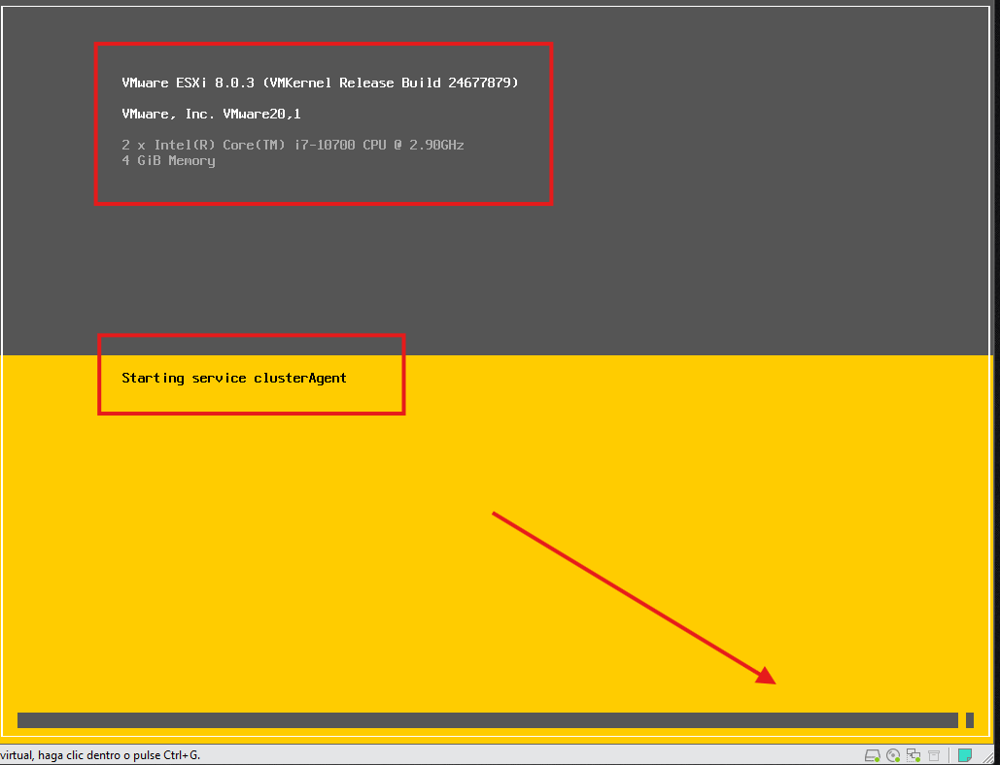 VMware ESXi 8.0.3 (VMKernel Release Build 24677879)
VMware, Inc. VMware20,1
2 x Intel(R) Core(TM) i7-10700 CPU @ 2.90GHz
4 GiB Memory
Starting service clusterAgent
virtual, haga clic dentro o pulse Ctrl+G.